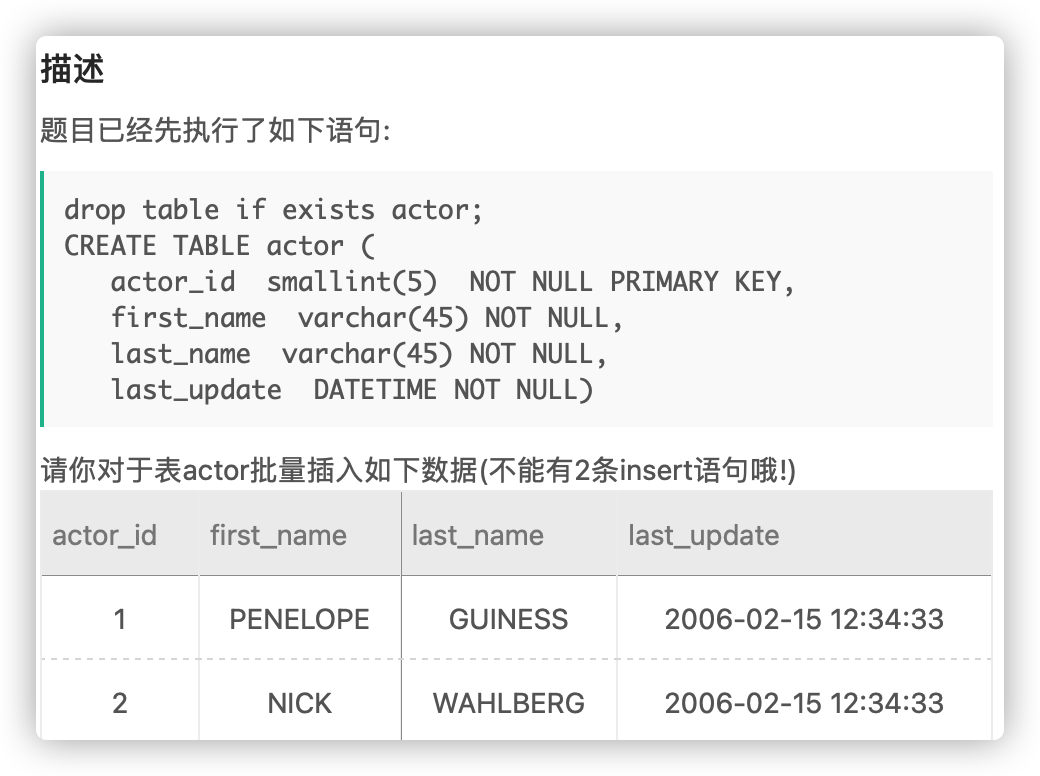 描述
题目已经先执行了如下语句:
drop table if exists actor;
CREATE TABLE actor (
   actor_id  smallint(5)  NOT NULL PRIMARY KEY,
   first_name  varchar(45) NOT NULL,
   last_name  varchar(45) NOT NULL,
   last_update  DATETIME NOT NULL)
请你对于表actor批量插入如下数据(不能有2条insert语句哦!)
actor_id first_name last_name last_update
1 PENELOPE GUINESS 2006-02-15 12:34:33
2 NICK WAHLBERG 2006-02-15 12:34:33